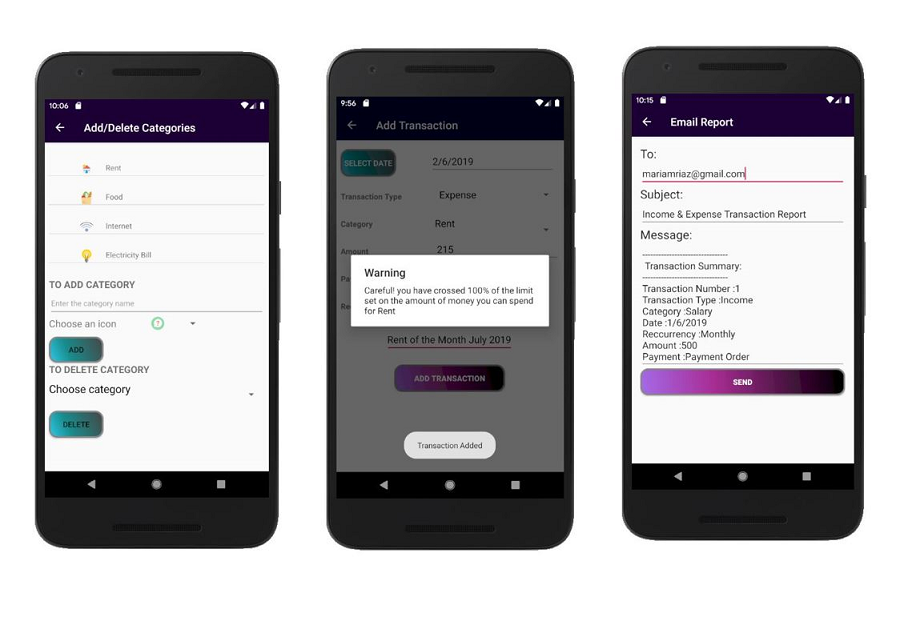 10:06
Add/Delete Categories
Rent
Food
Internet
Electricity Bill
TO ADD CATEGORY
Enter the category name
Choose an icon
T
ADD
TO DELETE CATEGORY
Choose category
DELETE
9:56
Add Transaction
SELECT DATE
2/6/2019
Transaction Type
Expense
Category
Rent
Amount
215
Warning
Careful! you have crossed 100% of the limit
set on the amount of money you can spend
for Rent
Rent of the Month July 2019
ADD TRANSACTION
Transaction Added
10:15
Email Report
To:
mariamriaz@gmail.com
Subject:
Income & Expense Transaction Report
Message:
--------------------------------
Transaction Summary:
--------------------------------
Transaction Number :1
Transaction Type :Income
Category :Salary
Date :1/6/2019
Reccurrency :Monthly
Amount :500
Payment :Payment Order
SEND